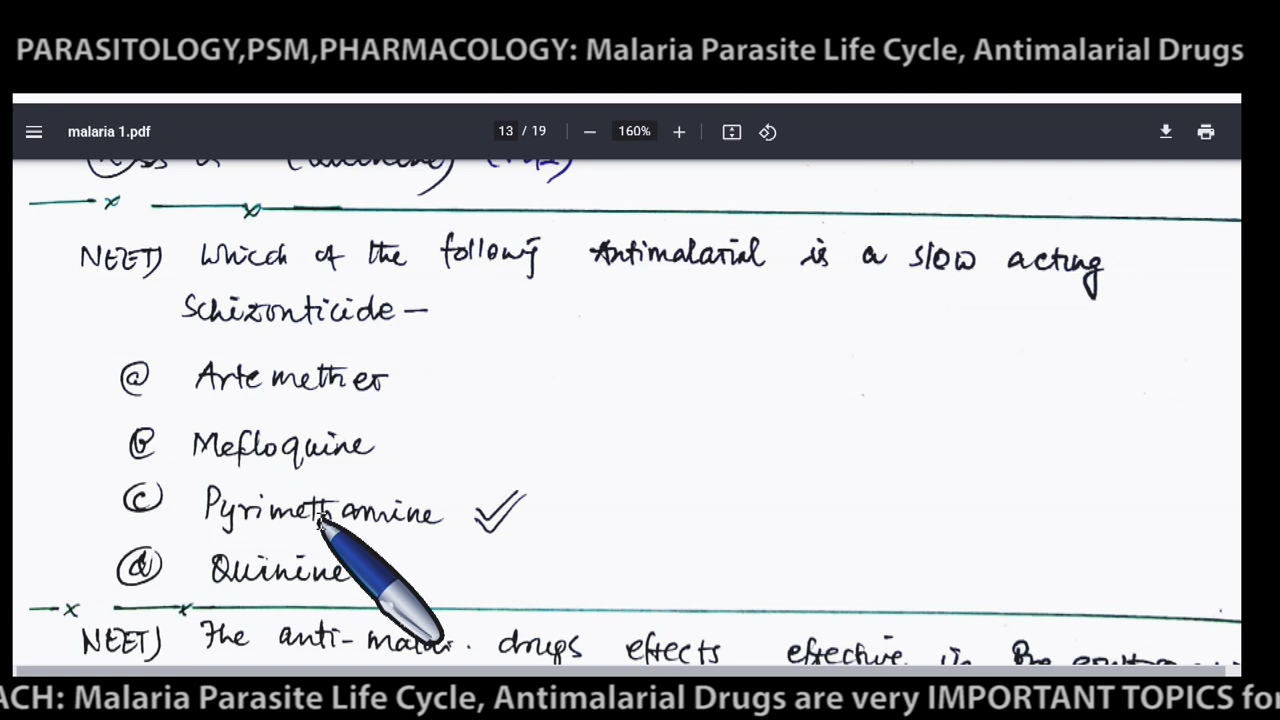 PARASITOLOGY,PSM,PHARMACOLOGY: Malaria Parasite Life Cycle, Antimalarial Drugs
malaria 1.pdf 13 / 19 160%
NEET) Which of the following Antimalarial is a slow acting
Schizonticide —
(a) Artemether
(b) Mefloquine
(c) Pyrimethamine ✓
(d) Quinine
NEET) The anti- drugs effects effective in
ACH: Malaria Parasite Life Cycle, Antimalarial Drugs are very IMPORTANT TOPICS for